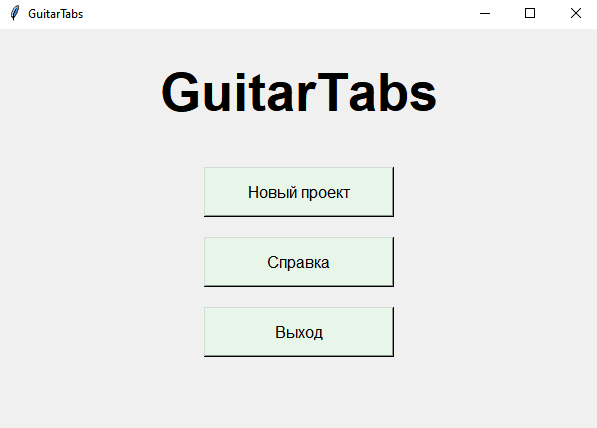 GuitarTabs
GuitarTabs
Новый проект
Справка
Выход